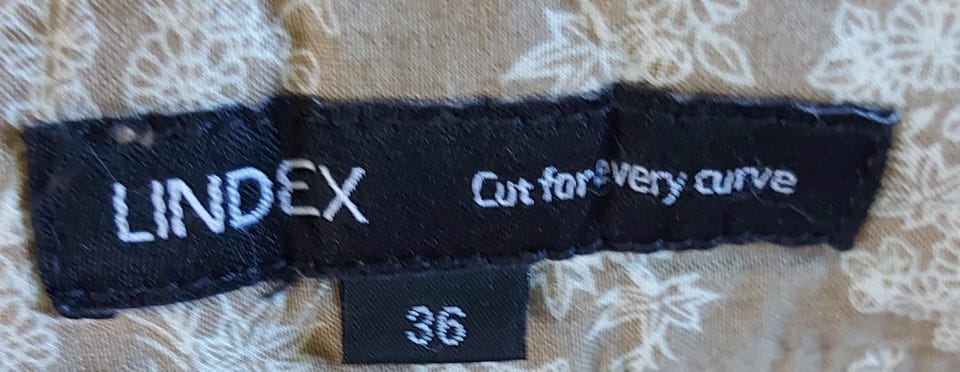 LINDEX Cut for every curve
36